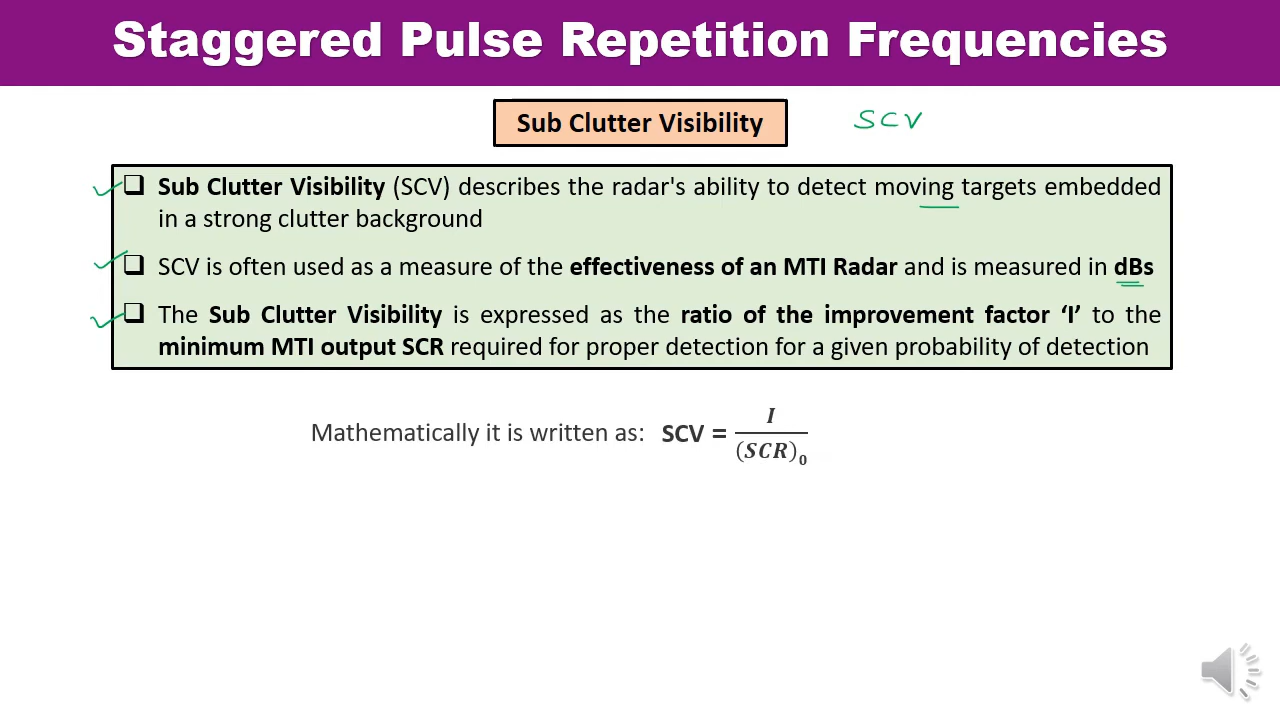 Staggered Pulse Repetition Frequencies
Sub Clutter Visibility
SCV
Sub Clutter Visibility (SCV) describes the radar's ability to detect moving targets embedded
in a strong clutter background
SCV is often used as a measure of the effectiveness of an MTI Radar and is measured in dBs
The Sub Clutter Visibility is expressed as the ratio of the improvement factor ‘I’ to the
minimum MTI output SCR required for proper detection for a given probability of detection
Mathematically it is written as: SCV = I / (SCR)₀